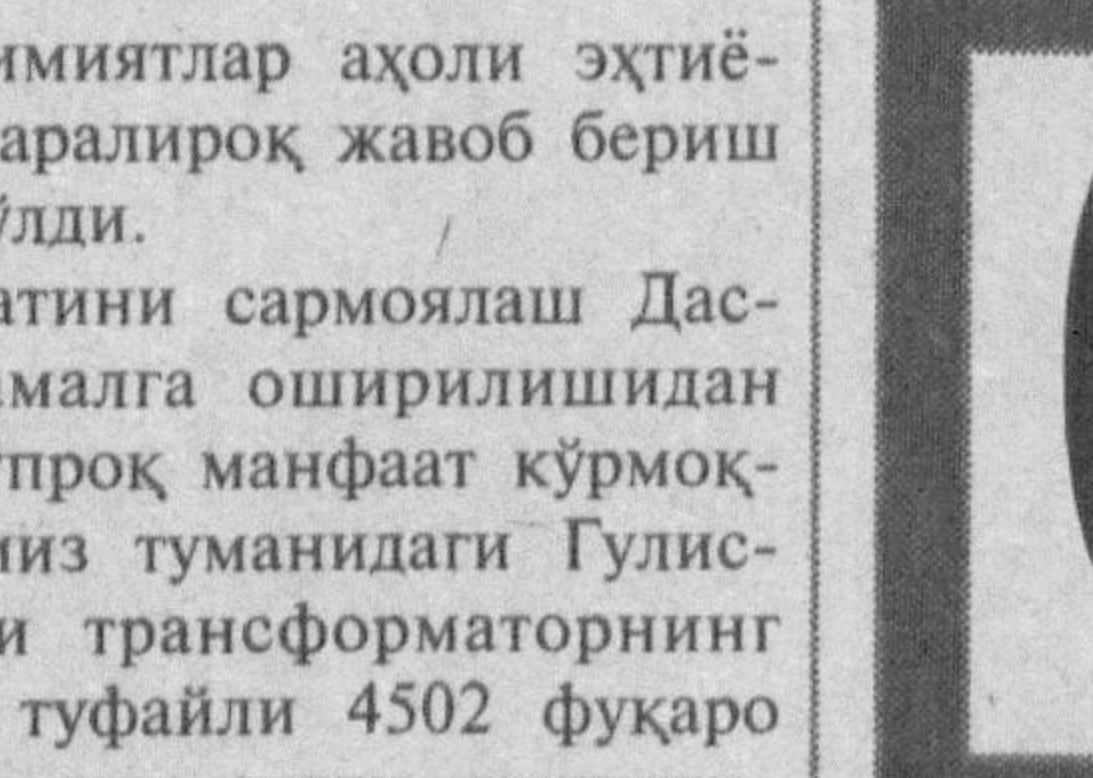 имиятлар аҳоли эҳтиё-
аралироқ жавоб бериш
ўлди.
атини сармоялаш Дас-
малга оширилишидан
проқ манфаат кўрмоқ-
миз туманидаги Гулис-
и трансформаторнинг
туфайли 4502 фуқаро